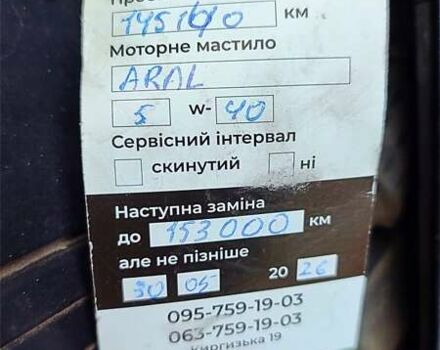 км
Моторне мастило
ARAL
5 w- 40
Сервісний інтервал
скинутий ні
Наступна заміна
до 153000 км
але не пізніше
30 05 20 26
095-759-19-03
063-759-19-03
Киргизька 19